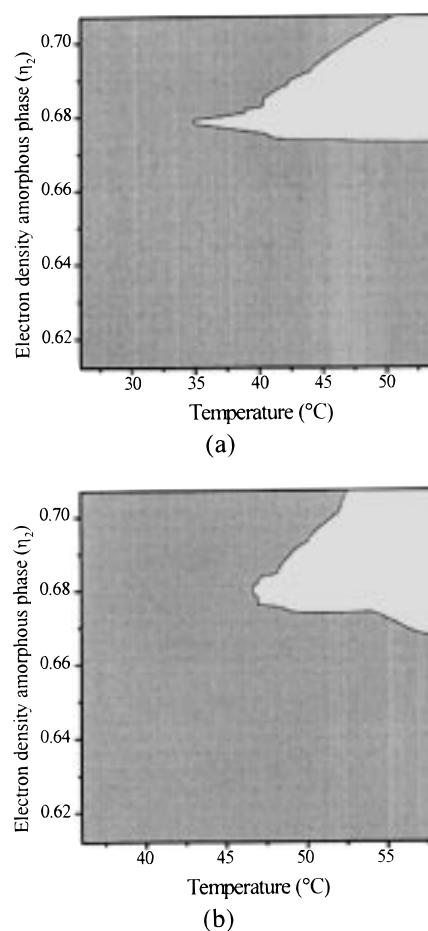 0.70
0.68
0.66
0.64
0.62
Electron density amorphous phase (η₂)
30 35 40 45 50
Temperature (°C)
(a)
0.70
0.68
0.66
0.64
0.62
Electron density amorphous phase (η₂)
40 45 50 55
Temperature (°C)
(b)